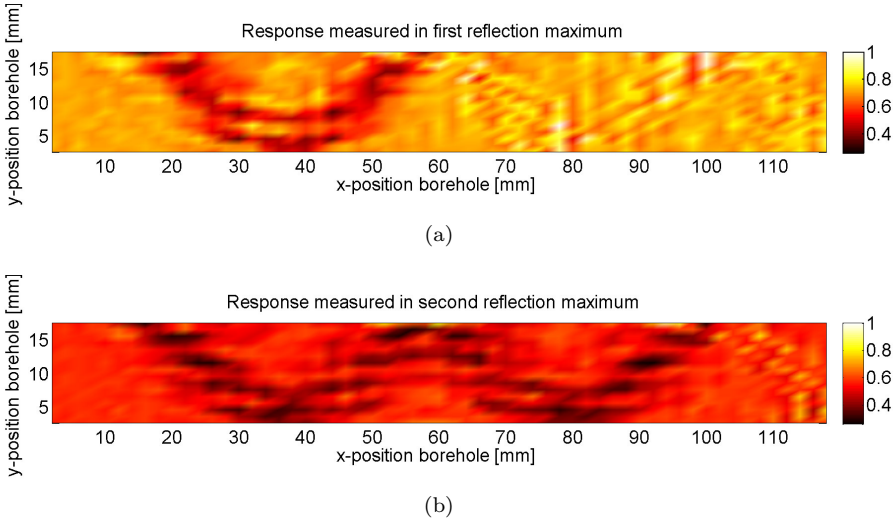 Response measured in first reflection maximum
y-position borehole [mm]
15
10
5
10 20 30 40 50 60 70 80 90 100 110
x-position borehole [mm]
1
0.8
0.6
0.4
(a)
Response measured in second reflection maximum
y-position borehole [mm]
15
10
5
10 20 30 40 50 60 70 80 90 100 110
x-position borehole [mm]
1
0.8
0.6
0.4
(b)